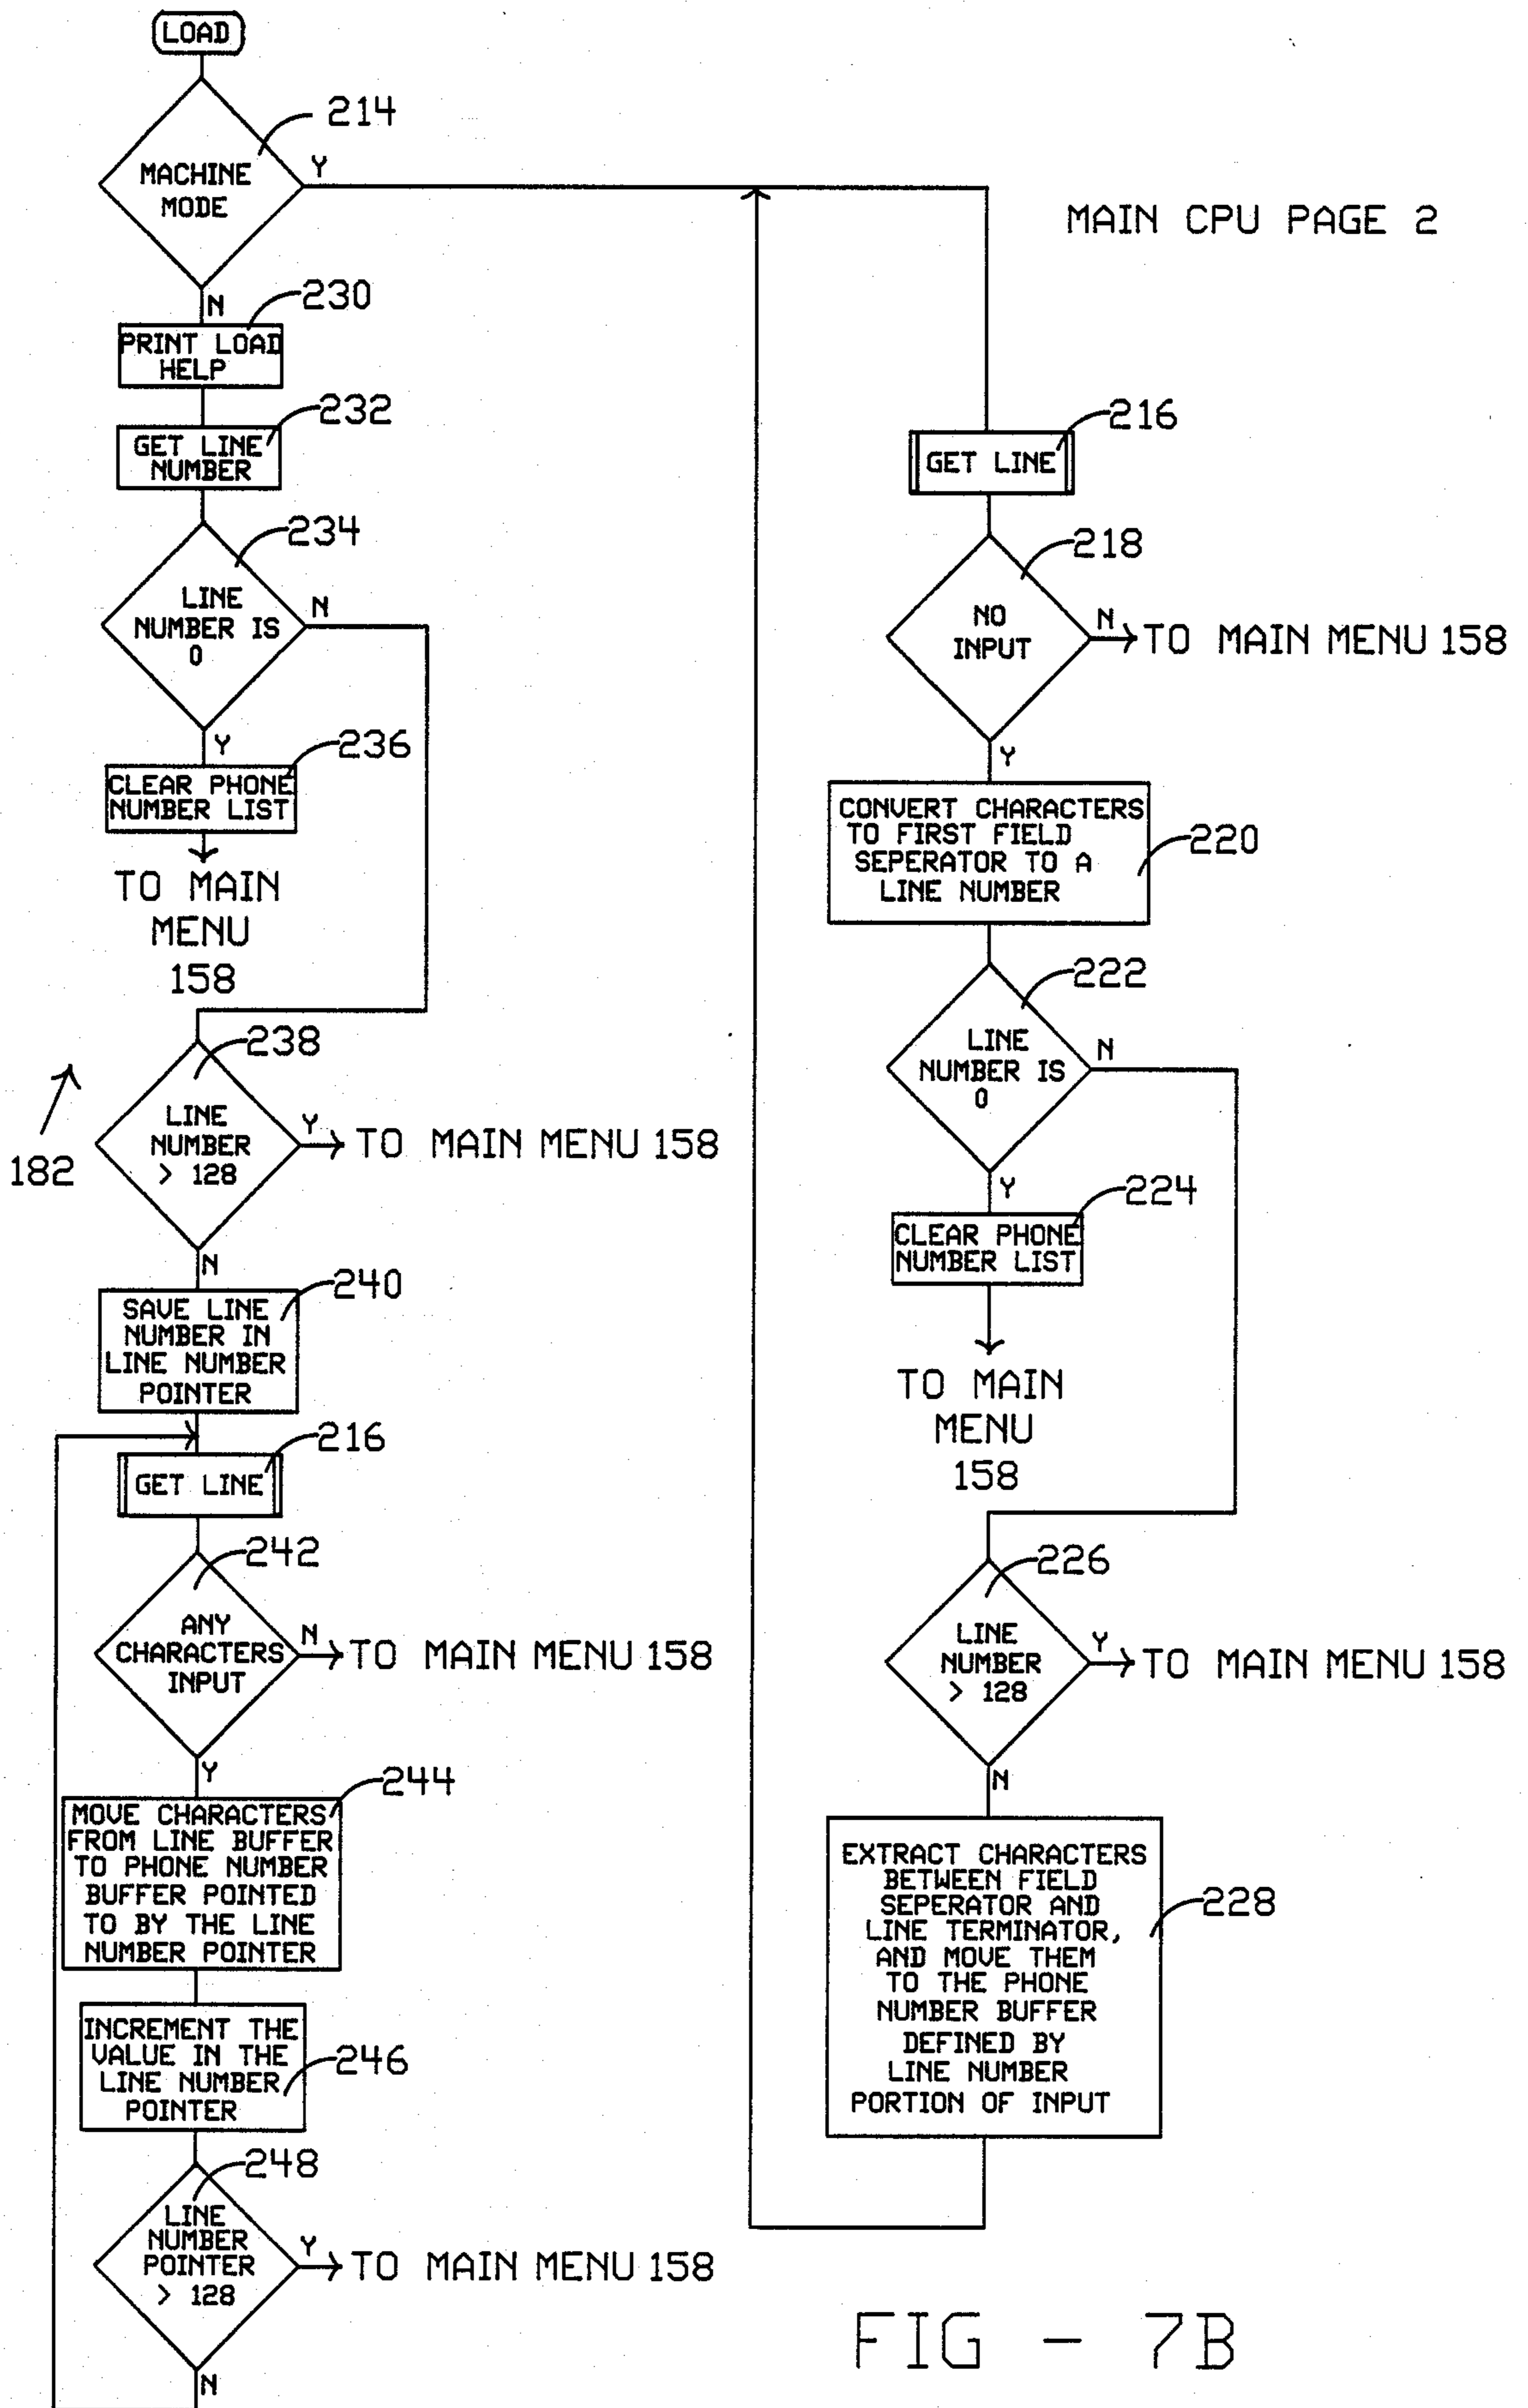 LOAD
214
MACHINE
MODE
Y
MAIN CPU PAGE 2
N
230
PRINT LOAD
HELP
232
GET LINE
NUMBER
234
LINE
NUMBER IS
0
N
Y
236
CLEAR PHONE
NUMBER LIST
TO MAIN
MENU
158
182
238
LINE
NUMBER
> 128
Y
TO MAIN MENU 158
N
240
SAVE LINE
NUMBER IN
LINE NUMBER
POINTER
216
GET LINE
242
ANY
CHARACTERS
INPUT
N
TO MAIN MENU 158
Y
244
MOVE CHARACTERS
FROM LINE BUFFER
TO PHONE NUMBER
BUFFER POINTED
TO BY THE LINE
NUMBER POINTER
INCREMENT THE
VALUE IN THE
LINE NUMBER
POINTER
246
248
LINE
NUMBER
POINTER
> 128
Y
TO MAIN MENU 158
N
216
GET LINE
218
NO
INPUT
N
TO MAIN MENU 158
Y
CONVERT CHARACTERS
TO FIRST FIELD
SEPERATOR TO A
LINE NUMBER
220
222
LINE
NUMBER IS
0
N
Y
224
CLEAR PHONE
NUMBER LIST
TO MAIN
MENU
158
226
LINE
NUMBER
> 128
Y
TO MAIN MENU 158
N
EXTRACT CHARACTERS
BETWEEN FIELD
SEPERATOR AND
LINE TERMINATOR,
AND MOVE THEM
TO THE PHONE
NUMBER BUFFER
DEFINED BY
LINE NUMBER
PORTION OF INPUT
228
FIG - 7B